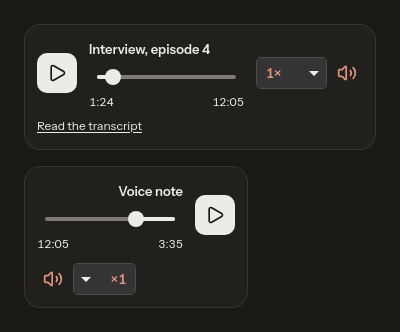 Interview, episode 4
1:24
12:05
1×
Read the transcript
Voice note
12:05
3:35
×1